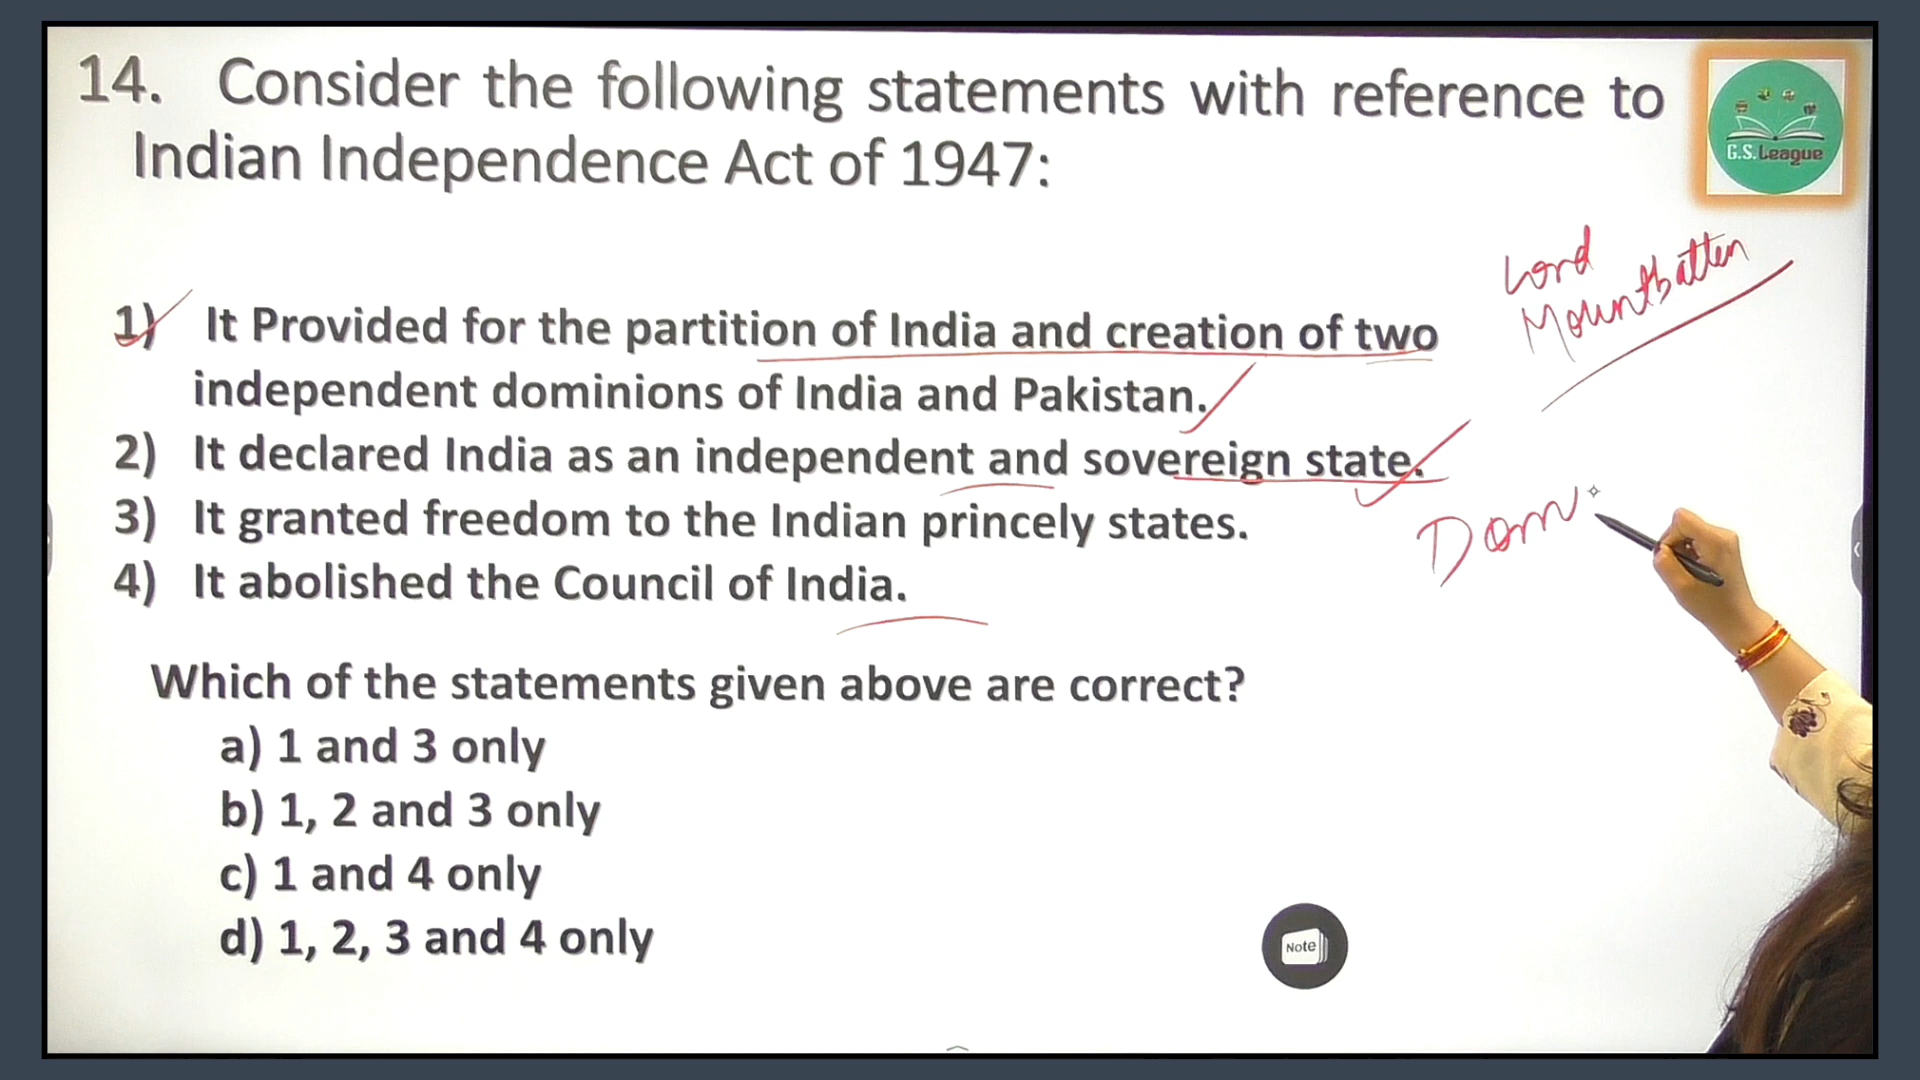 14. Consider the following statements with reference to
Indian Independence Act of 1947:
G.S.League
Lord
Mountbatten
1) It Provided for the partition of India and creation of two
independent dominions of India and Pakistan.
2) It declared India as an independent and sovereign state.
3) It granted freedom to the Indian princely states.
Dom
4) It abolished the Council of India.
Which of the statements given above are correct?
a) 1 and 3 only
b) 1, 2 and 3 only
c) 1 and 4 only
d) 1, 2, 3 and 4 only
Note